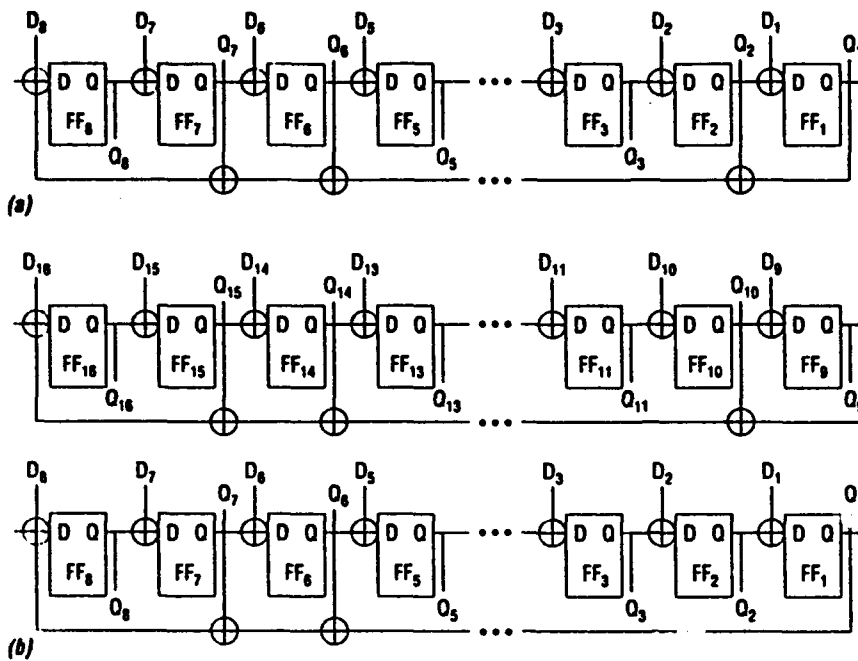 D₈ D₇ Q₇ D₆ Q₆ D₅ D₃ D₂ Q₂ D₁
D Q D Q D Q D Q ••• D Q D Q D Q
FF₈ FF₇ FF₆ FF₅ FF₃ FF₂ FF₁
Q₈ Q₅ Q₃
•••
(a)
D₁₆ D₁₅ Q₁₅ D₁₄ Q₁₄ D₁₃ D₁₁ D₁₀ Q₁₀ D₉
D Q D Q D Q D Q ••• D Q D Q D Q
FF₁₆ FF₁₅ FF₁₄ FF₁₃ FF₁₁ FF₁₀ FF₉
Q₁₆ Q₁₃ Q₁₁
•••
D₈ D₇ Q₇ D₆ Q₆ D₅ D₃ D₂ D₁
D Q D Q D Q D Q ••• D Q D Q D Q
FF₈ FF₇ FF₆ FF₅ FF₃ FF₂ FF₁
Q₈ Q₅ Q₃ Q₂
•••
(b)